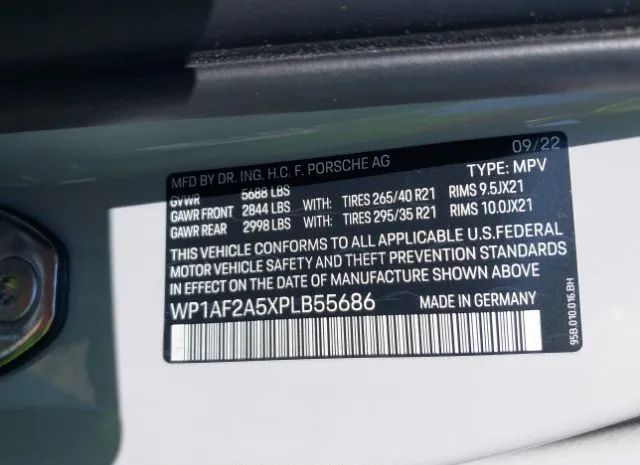 09/22
MFD BY DR. ING. H.C. F. PORSCHE AG TYPE: MPV
GVWR 5688 LBS
GAWR FRONT 2844 LBS WITH: TIRES 265/40 R21 RIMS 9.5JX21
GAWR REAR 2998 LBS WITH: TIRES 295/35 R21 RIMS 10.0JX21
THIS VEHICLE CONFORMS TO ALL APPLICABLE U.S.FEDERAL
MOTOR VEHICLE SAFETY AND THEFT PREVENTION STANDARDS
IN EFFECT ON THE DATE OF MANUFACTURE SHOWN ABOVE
WP1AF2A5XPLB55686 MADE IN GERMANY
95B.010.016.BH